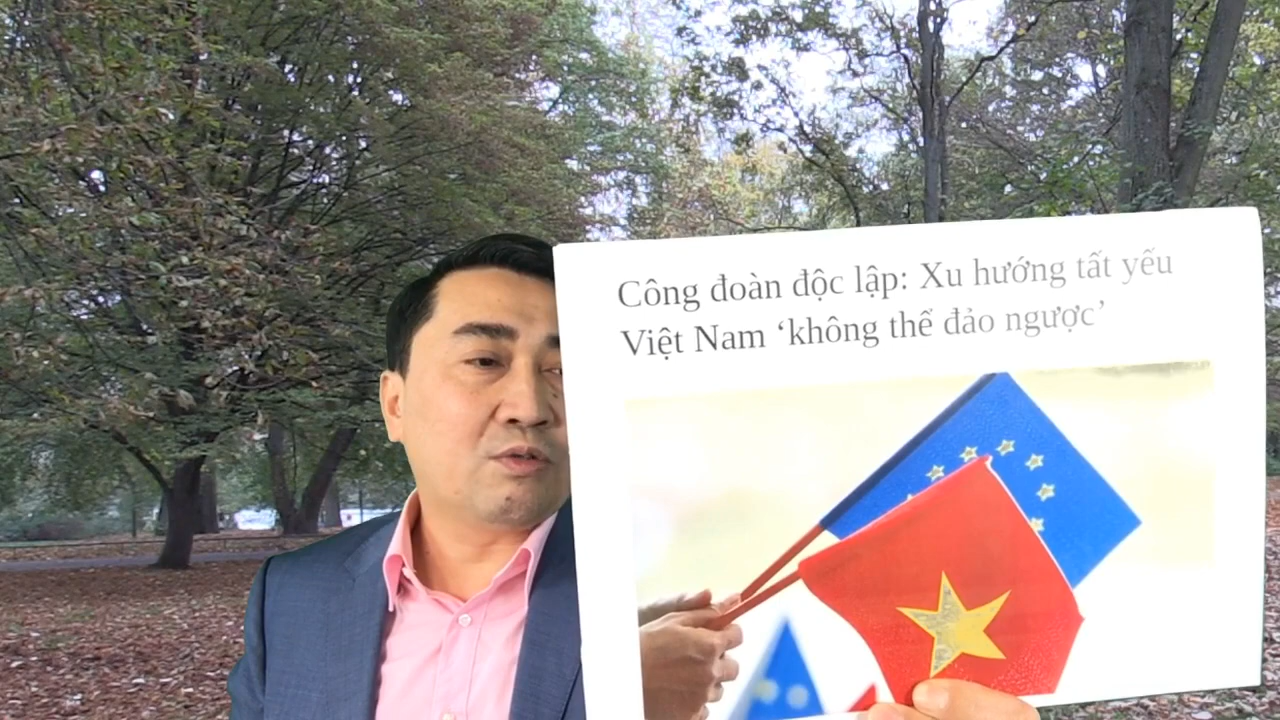 Công đoàn độc lập: Xu hướng tất yếu
Việt Nam ‘không thể đảo ngược’